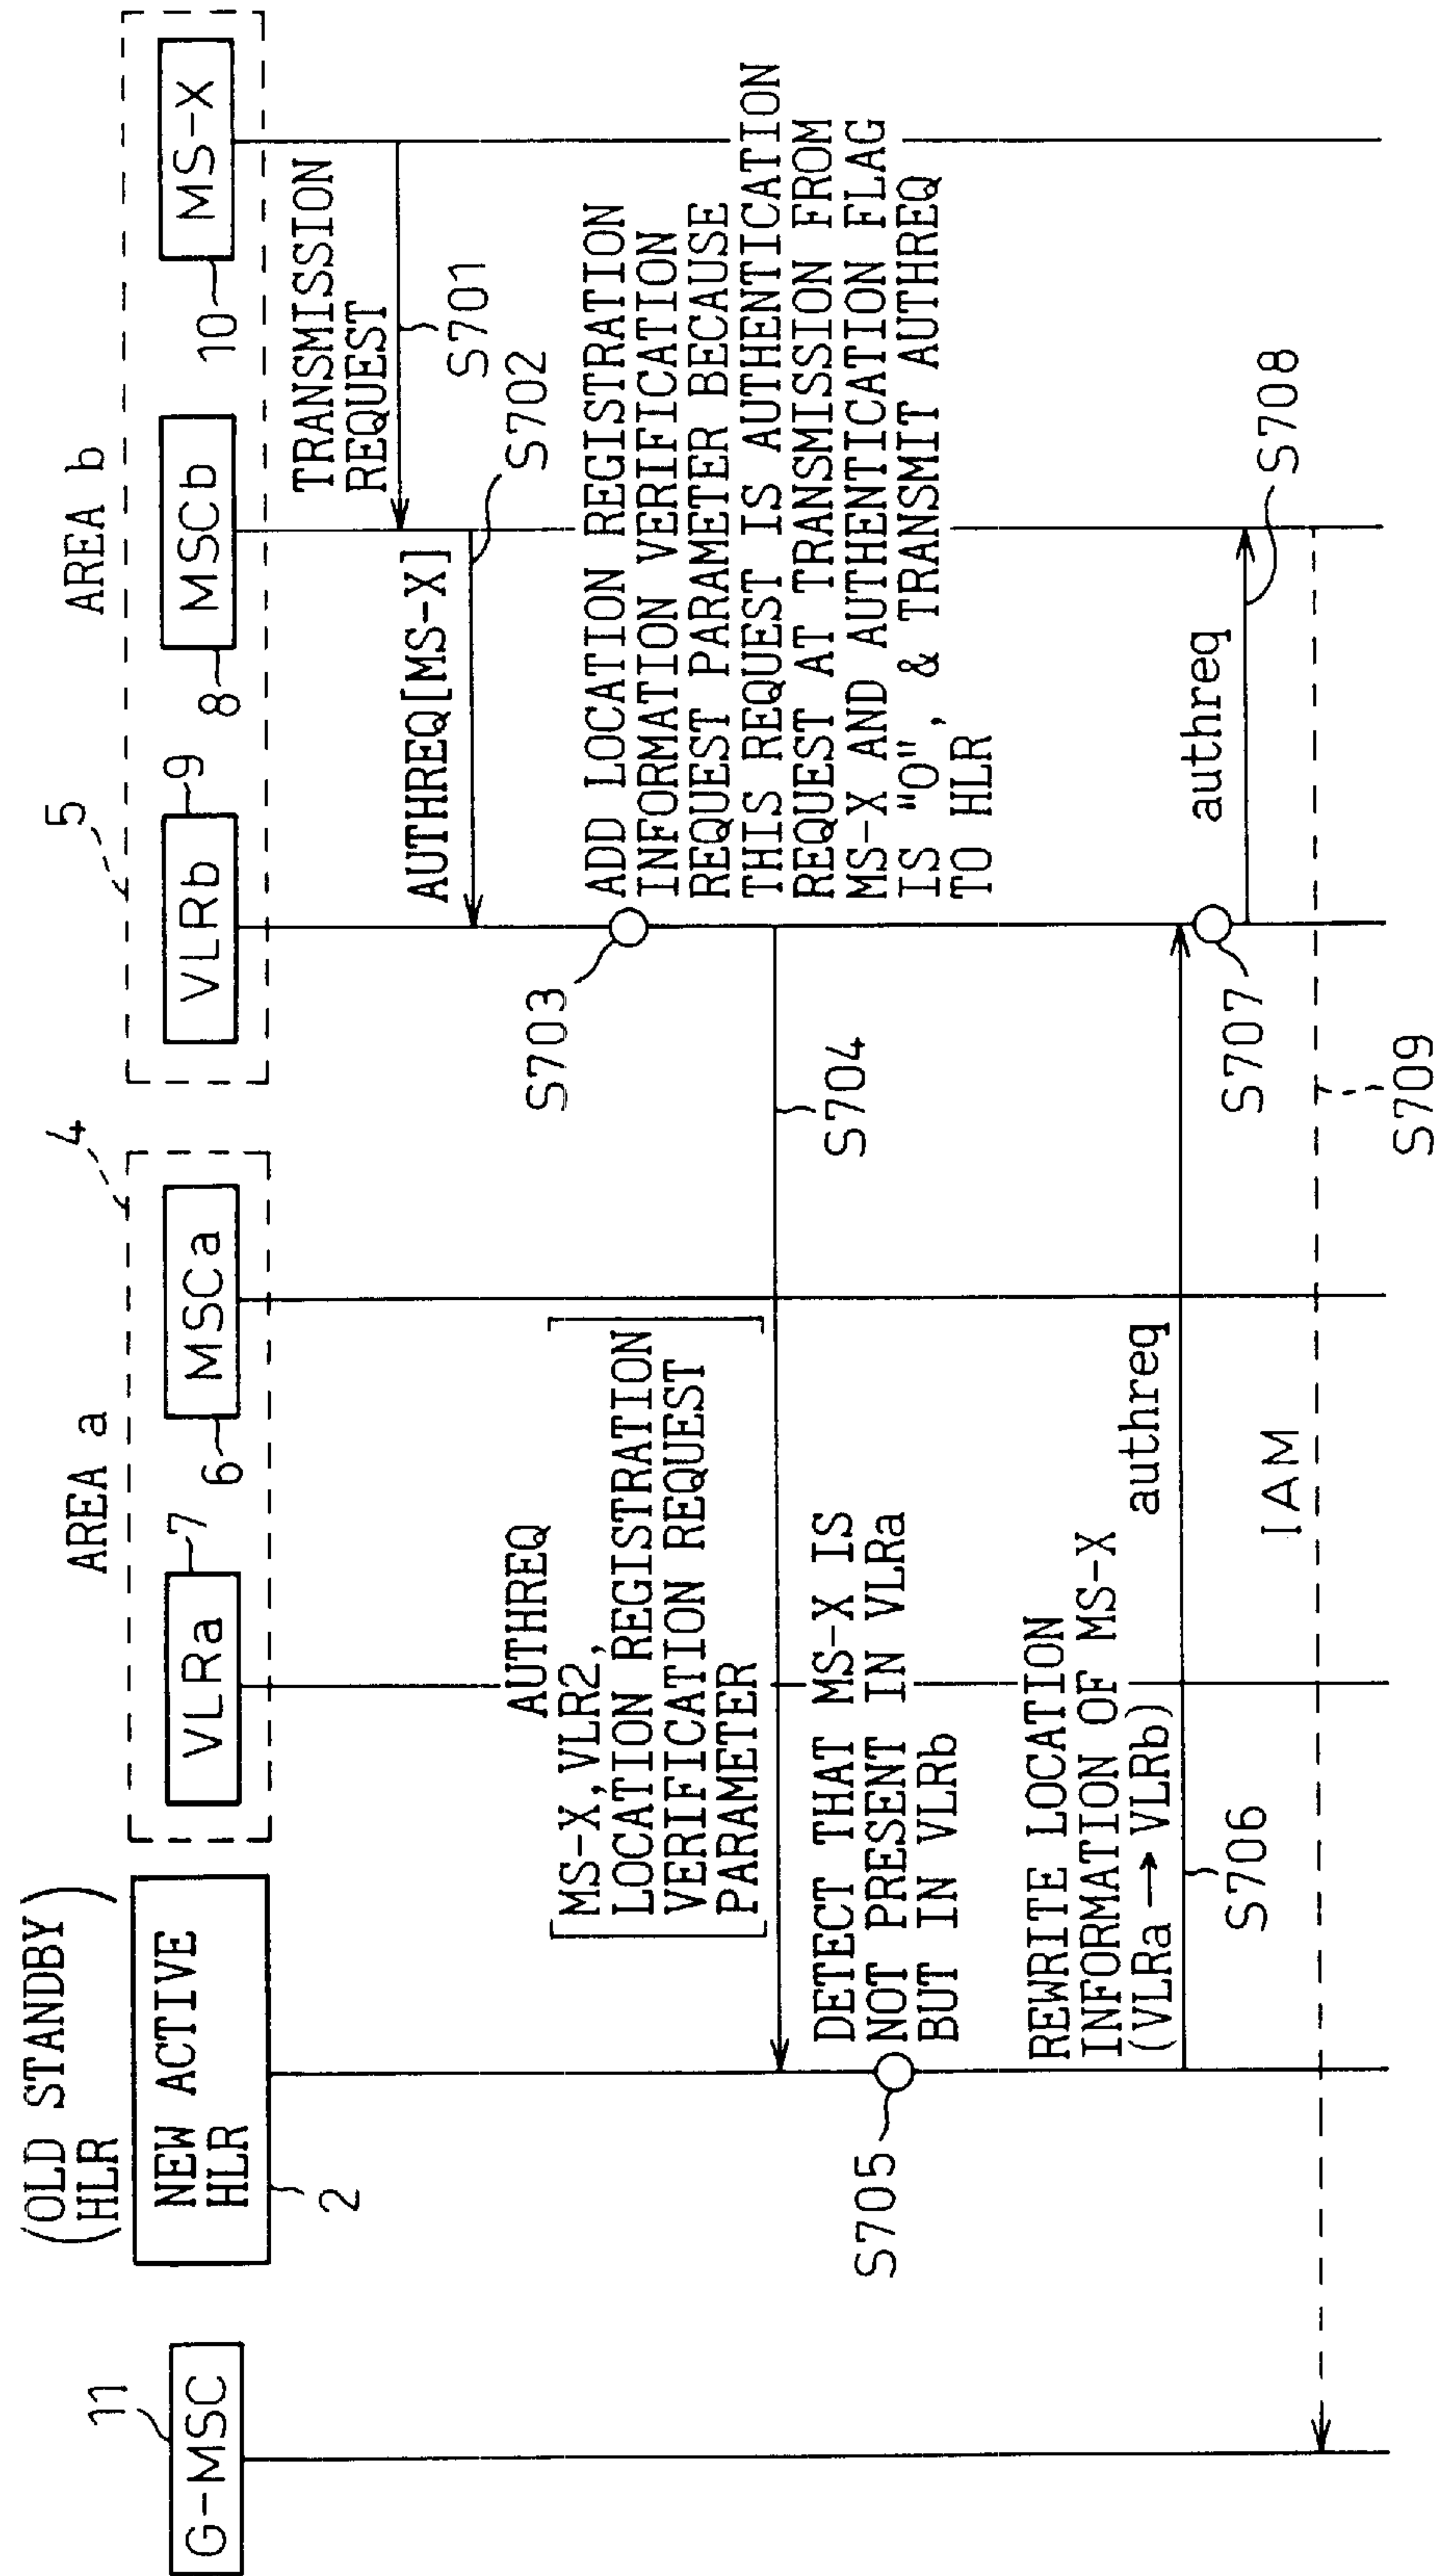 (OLD STANDBY)
HLR
AREA a
AREA b
4
5
11
G-MSC
NEW ACTIVE
HLR
2
VLRa
7
MSCa
6
VLRb
9
MSCb
8
MS-X
10
TRANSMISSION
REQUEST
S701
AUTHREQ[MS-X]
S702
S703
ADD LOCATION REGISTRATION
INFORMATION VERIFICATION
REQUEST PARAMETER BECAUSE
THIS REQUEST IS AUTHENTICATION
REQUEST AT TRANSMISSION FROM
MS-X AND AUTHENTICATION FLAG
IS "0", & TRANSMIT AUTHREQ
TO HLR
AUTHREQ
[MS-X,VLR2,
LOCATION REGISTRATION
VERIFICATION REQUEST
PARAMETER]
S704
S705
DETECT THAT MS-X IS
NOT PRESENT IN VLRa
BUT IN VLRb
REWRITE LOCATION
INFORMATION OF MS-X
(VLRa → VLRb)
authreq
S706
S707
authreq
S708
IAM
S709